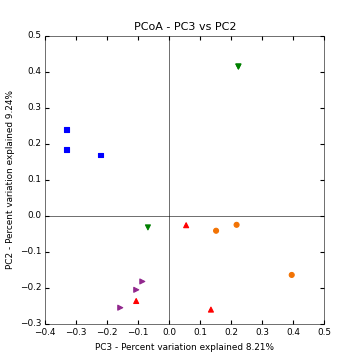 PCoA - PC3 vs PC2
0.5
0.4
0.3
0.2
0.1
0.0
−0.1
−0.2
−0.3
PC2 - Percent variation explained 9.24%
−0.4 −0.3 −0.2 −0.1 0.0 0.1 0.2 0.3 0.4 0.5
PC3 - Percent variation explained 8.21%